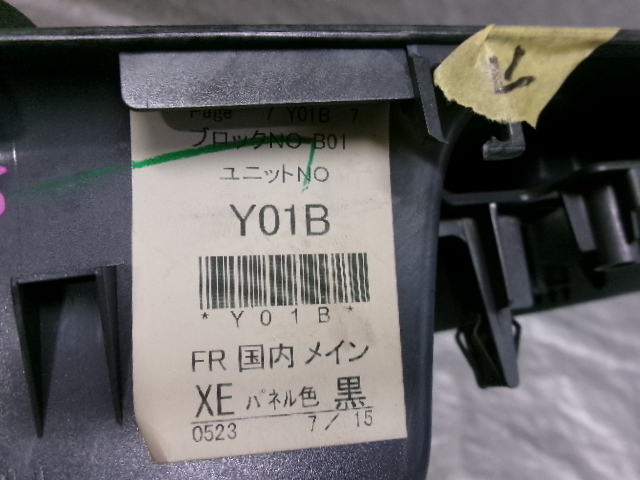 Page / Y01B 7
ブロックNO B01
ユニットNO
Y01B
*Y01B*
FR 国内 メイン
XE パネル色 黒
0523 7/15
L